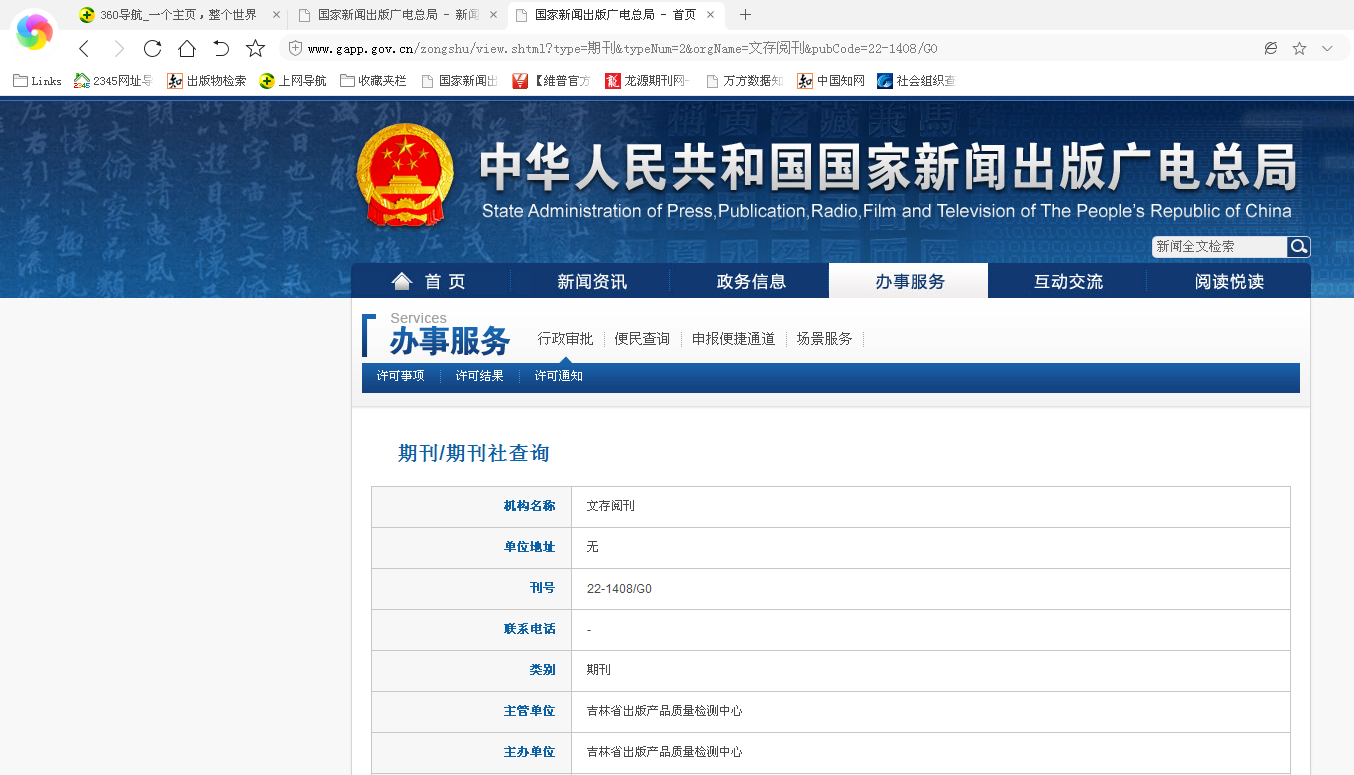 360导航_一个主页，整个世界
国家新闻出版广电总局 - 新闻
国家新闻出版广电总局 - 首页
www.gapp.gov.cn/zongshu/view.shtml?type=期刊&typeNum=2&orgName=文存阅刊&pubCode=22-1408/G0
Links 2345网址导 出版物检索 上网导航 收藏夹栏 国家新闻出 【维普官方 龙源期刊网- 万方数据知 中国知网 社会组织查
中华人民共和国国家新闻出版广电总局
State Administration of Press,Publication,Radio,Film and Television of The People's Republic of China
新闻全文检索
首 页 新闻资讯 政务信息 办事服务 互动交流 阅读悦读
Services
办事服务 行政审批 便民查询 申报便捷通道 场景服务
许可事项 许可结果 许可通知
期刊/期刊社查询
机构名称 文存阅刊
单位地址 无
刊号 22-1408/G0
联系电话 -
类别 期刊
主管单位 吉林省出版产品质量检测中心
主办单位 吉林省出版产品质量检测中心